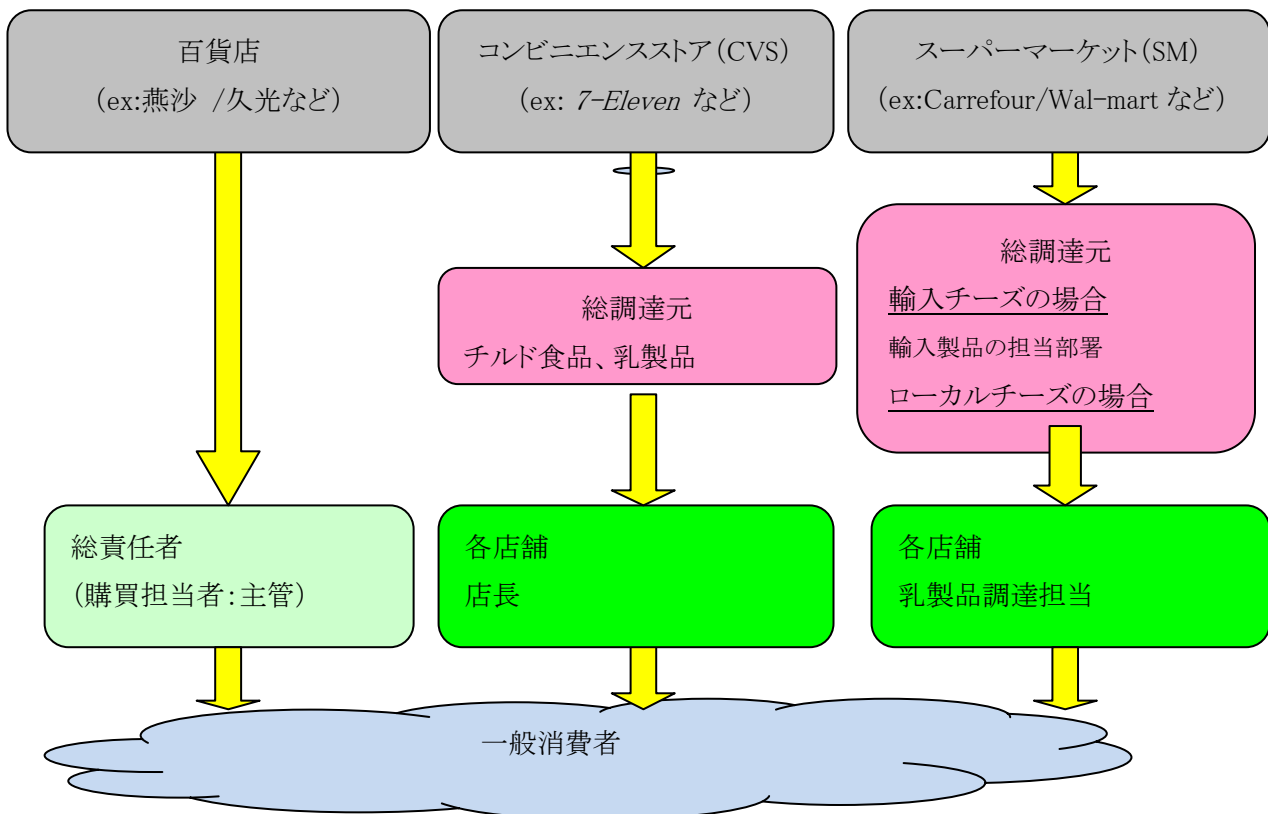 百貨店
(ex:燕沙 /久光など)
コンビニエンスストア(CVS)
(ex: 7-Eleven など)
スーパーマーケット(SM)
(ex:Carrefour/Wal-mart など)
総調達元
チルド食品、乳製品
総調達元
輸入チーズの場合
輸入製品の担当部署
ローカルチーズの場合
総責任者
(購買担当者:主管)
各店舗
店長
各店舗
乳製品調達担当
一般消費者